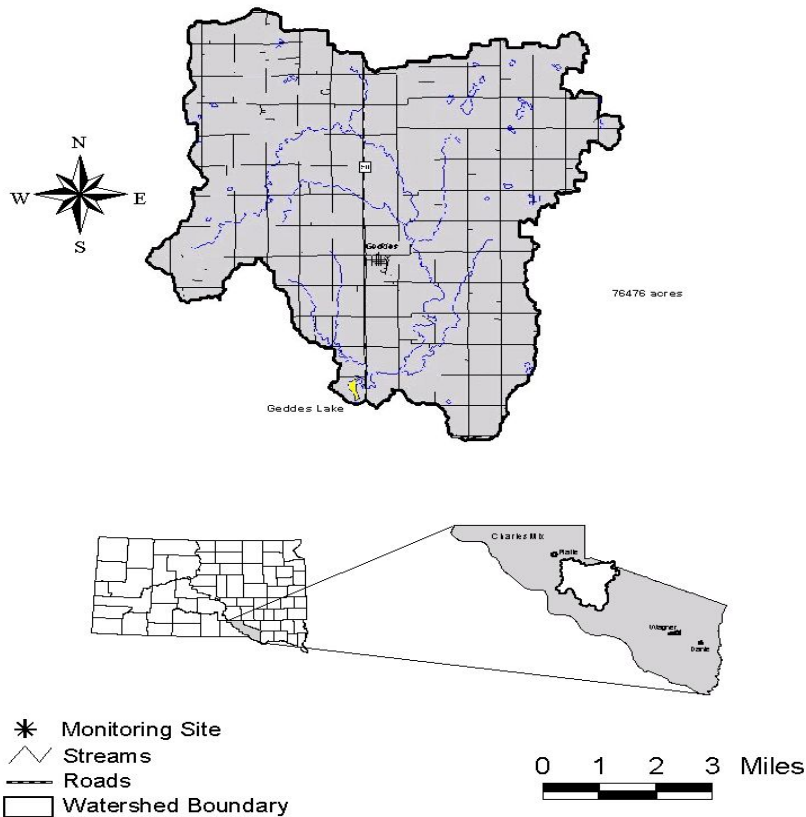 N
W E
S
Geddes
76476 acres
Geddes Lake
Charles Mix
Platte
Wagner
Dante
Monitoring Site
Streams
Roads
Watershed Boundary
0 1 2 3 Miles